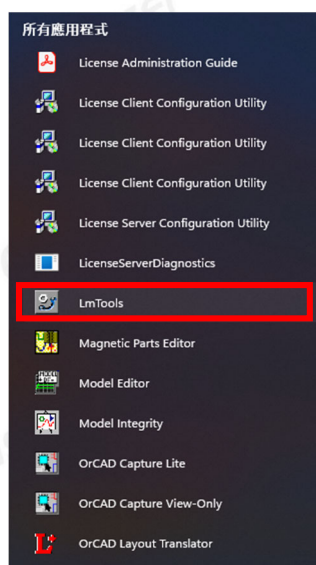 所有應用程式
License Administration Guide
License Client Configuration Utility
License Client Configuration Utility
License Client Configuration Utility
License Server Configuration Utility
LicenseServerDiagnostics
LmTools
Magnetic Parts Editor
Model Editor
Model Integrity
OrCAD Capture Lite
OrCAD Capture View-Only
OrCAD Layout Translator